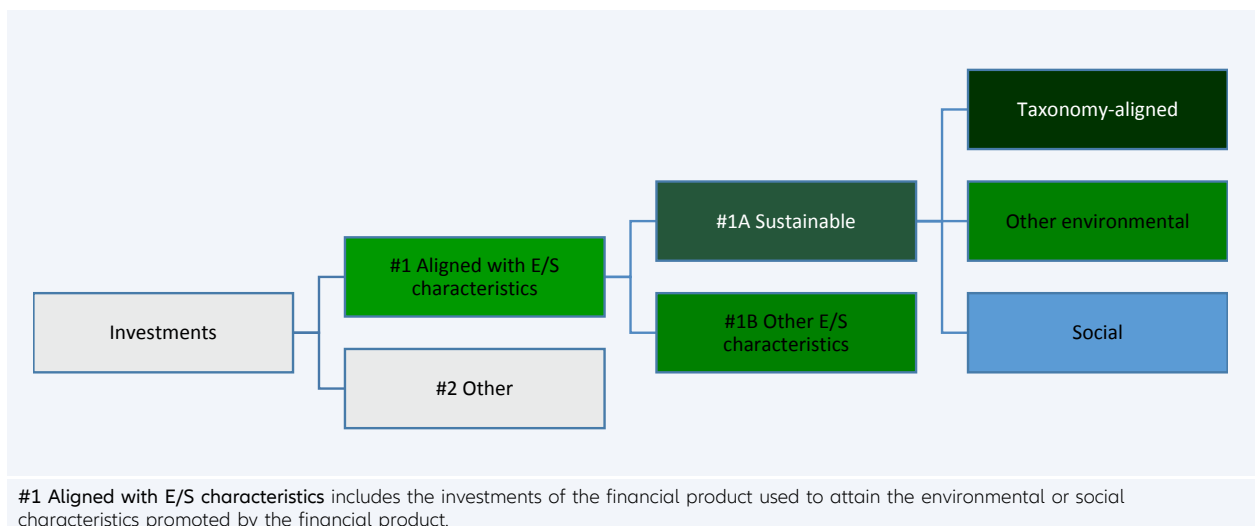 Taxonomy-aligned
#1A Sustainable
Other environmental
#1 Aligned with E/S
characteristics
Investments
#1B Other E/S
characteristics
Social
#2 Other
#1 Aligned with E/S characteristics includes the investments of the financial product used to attain the environmental or social
characteristics promoted by the financial product.